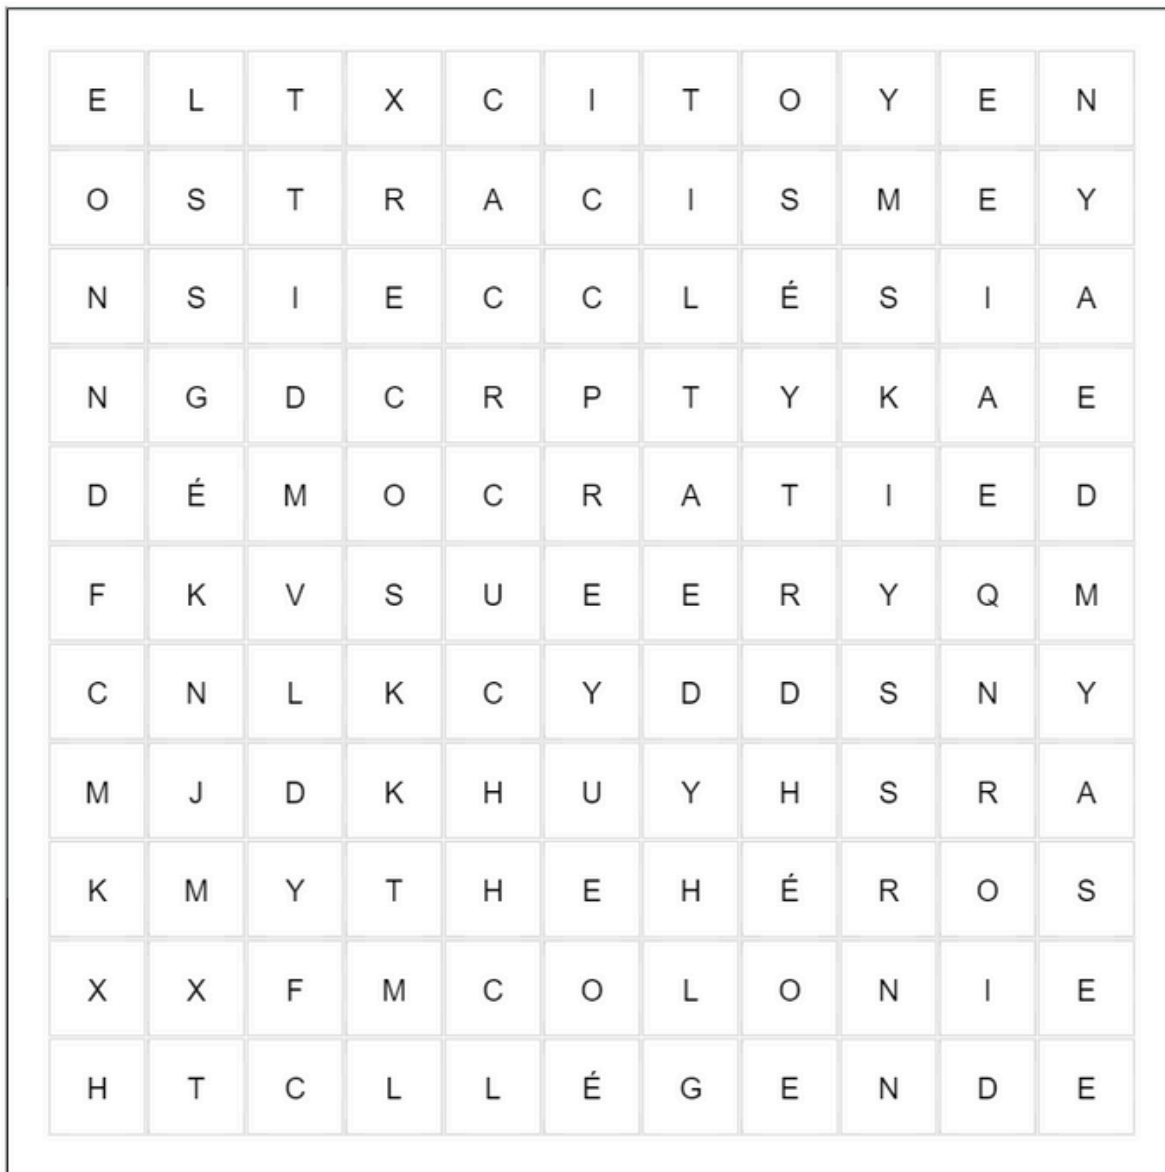 E L T X C I T O Y E N
O S T R A C I S M E Y
N S I E C C L É S I A
N G D C R P T Y K A E
D É M O C R A T I E D
F K V S U E E R Y Q M
C N L K C Y D D S N Y
M J D K H U Y H S R A
K M Y T H E H É R O S
X X F M C O L O N I E
H T C L L É G E N D E